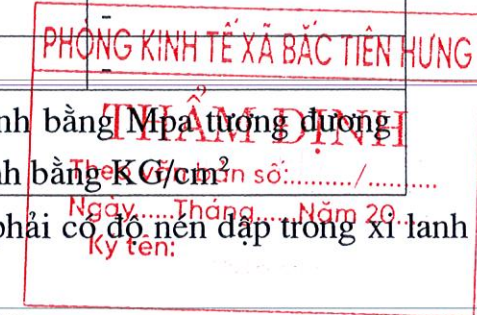 PHÒNG KINH TẾ XÃ BẮC TIÊN HƯNG
THẨM ĐỊNH
nh bằng Mpa tương đương
Theo văn bản số:........./..........
nh bằng KG/cm²
Ngày......Tháng.......Năm 20...
phải có độ nén dập trong xi lanh
Ký tên: